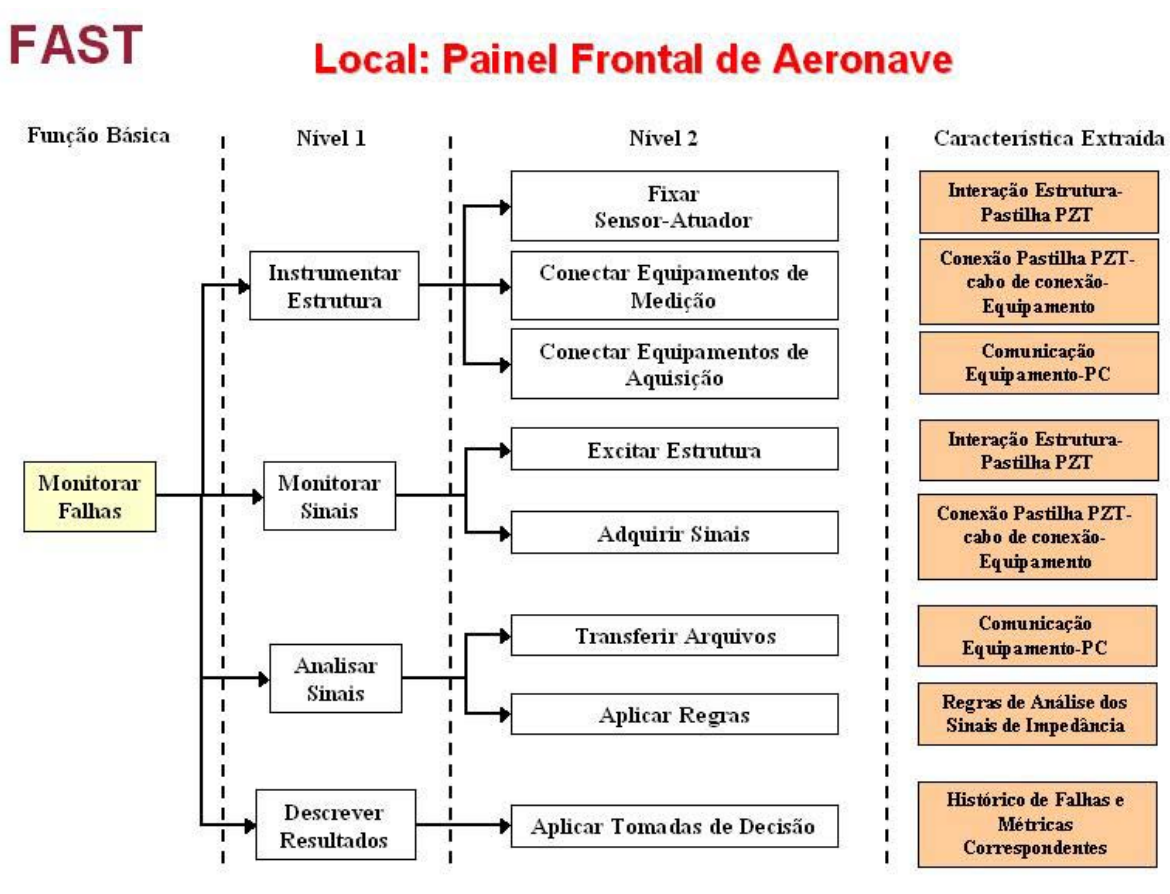 FAST
Local: Painel Frontal de Aeronave
Função Básica
Nível 1
Nível 2
Característica Extraída
Monitorar
Falhas
Instrumentar
Estrutura
Fixar
Sensor-Atuador
Interação Estrutura-
Pastilha PZT
Conectar Equipamentos de
Medição
Conexão Pastilha PZT-
cabo de conexão-
Equipamento
Conectar Equipamentos de
Aquisição
Comunicação
Equipamento-PC
Monitorar
Sinais
Excitar Estrutura
Interação Estrutura-
Pastilha PZT
Adquirir Sinais
Conexão Pastilha PZT-
cabo de conexão-
Equipamento
Analisar
Sinais
Transferir Arquivos
Comunicação
Equipamento-PC
Aplicar Regras
Regras de Análise dos
Sinais de Impedância
Descrever
Resultados
Aplicar Tomadas de Decisão
Histórico de Falhas e
Métricas
Correspondentes